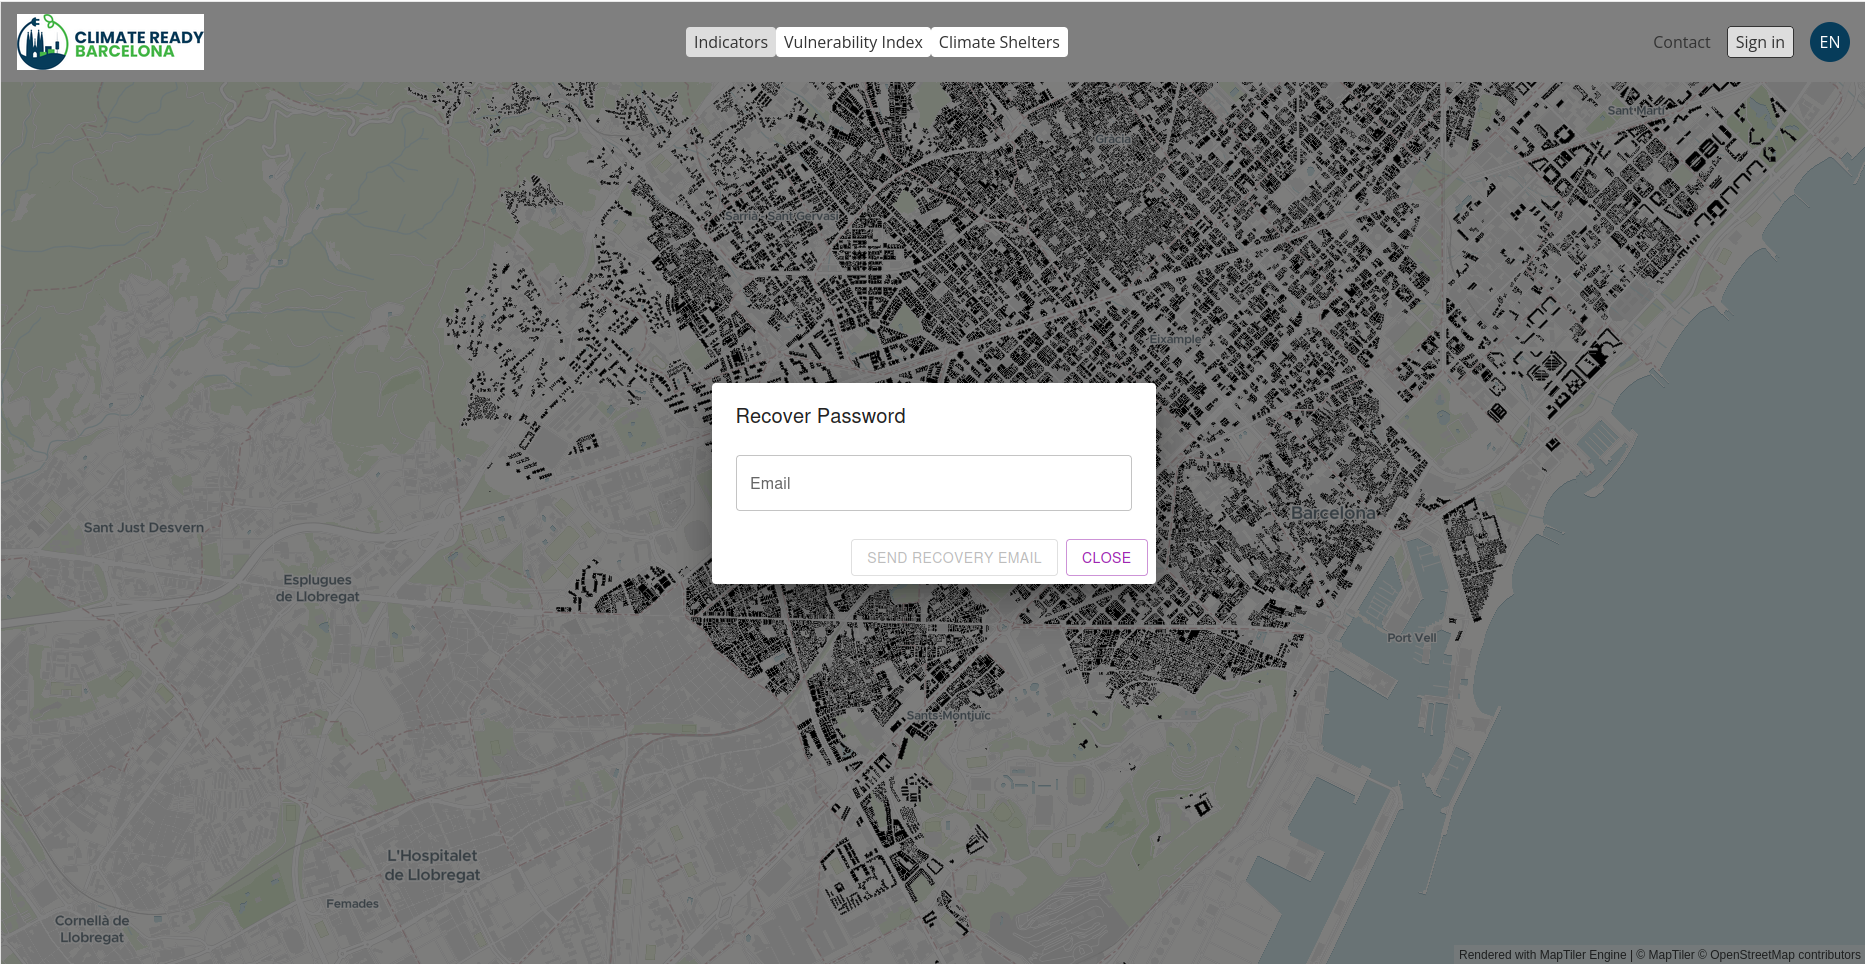 CLIMATE READY
BARCELONA
Indicators
Vulnerability Index
Climate Shelters
Contact
Sign in
EN
Sant Martí
Gràcia
Sarrià - Sant Gervasi
Eixample
Recover Password
Email
SEND RECOVERY EMAIL
CLOSE
Barcelona
Sant Just Desvern
Esplugues
de Llobregat
Port Vell
Sants-Montjuïc
L'Hospitalet
de Llobregat
Femades
Cornellà de
Llobregat
Rendered with MapTiler Engine | © MapTiler © OpenStreetMap contributors